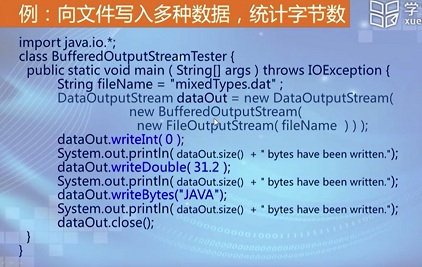 例：向文件写入多种数据，统计字节数
学
xue
import java.io.*;
class BufferedOutputStreamTester {
public static void main ( String[] args ) throws IOException {
String fileName = "mixedTypes.dat" ;
DataOutputStream dataOut = new DataOutputStream(
new BufferedOutputStream(
new FileOutputStream( fileName ) ) );
dataOut.writeInt( 0 );
System.out.println( dataOut.size() + " bytes have been written.");
dataOut.writeDouble( 31.2 );
System.out.println( dataOut.size() + " bytes have been written.");
dataOut.writeBytes("JAVA");
System.out.println( dataOut.size() + " bytes have been written.");
dataOut.close();
}
}